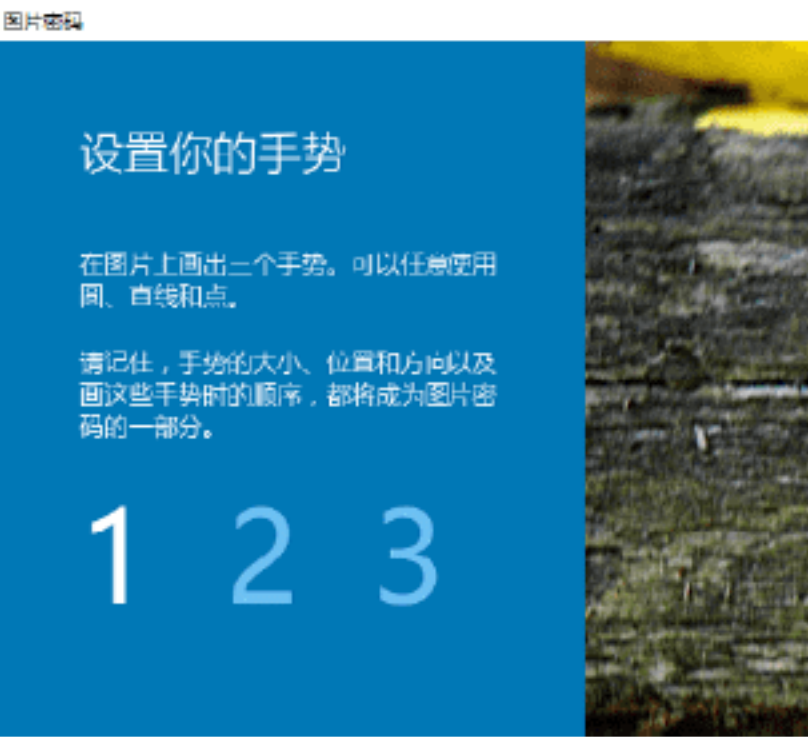 图片密码
设置你的手势
在图片上画出三个手势。可以任意使用
圆、直线和点。
请记住，手势的大小、位置和方向以及
画这些手势时的顺序，都将成为图片密
码的一部分。
1 2 3